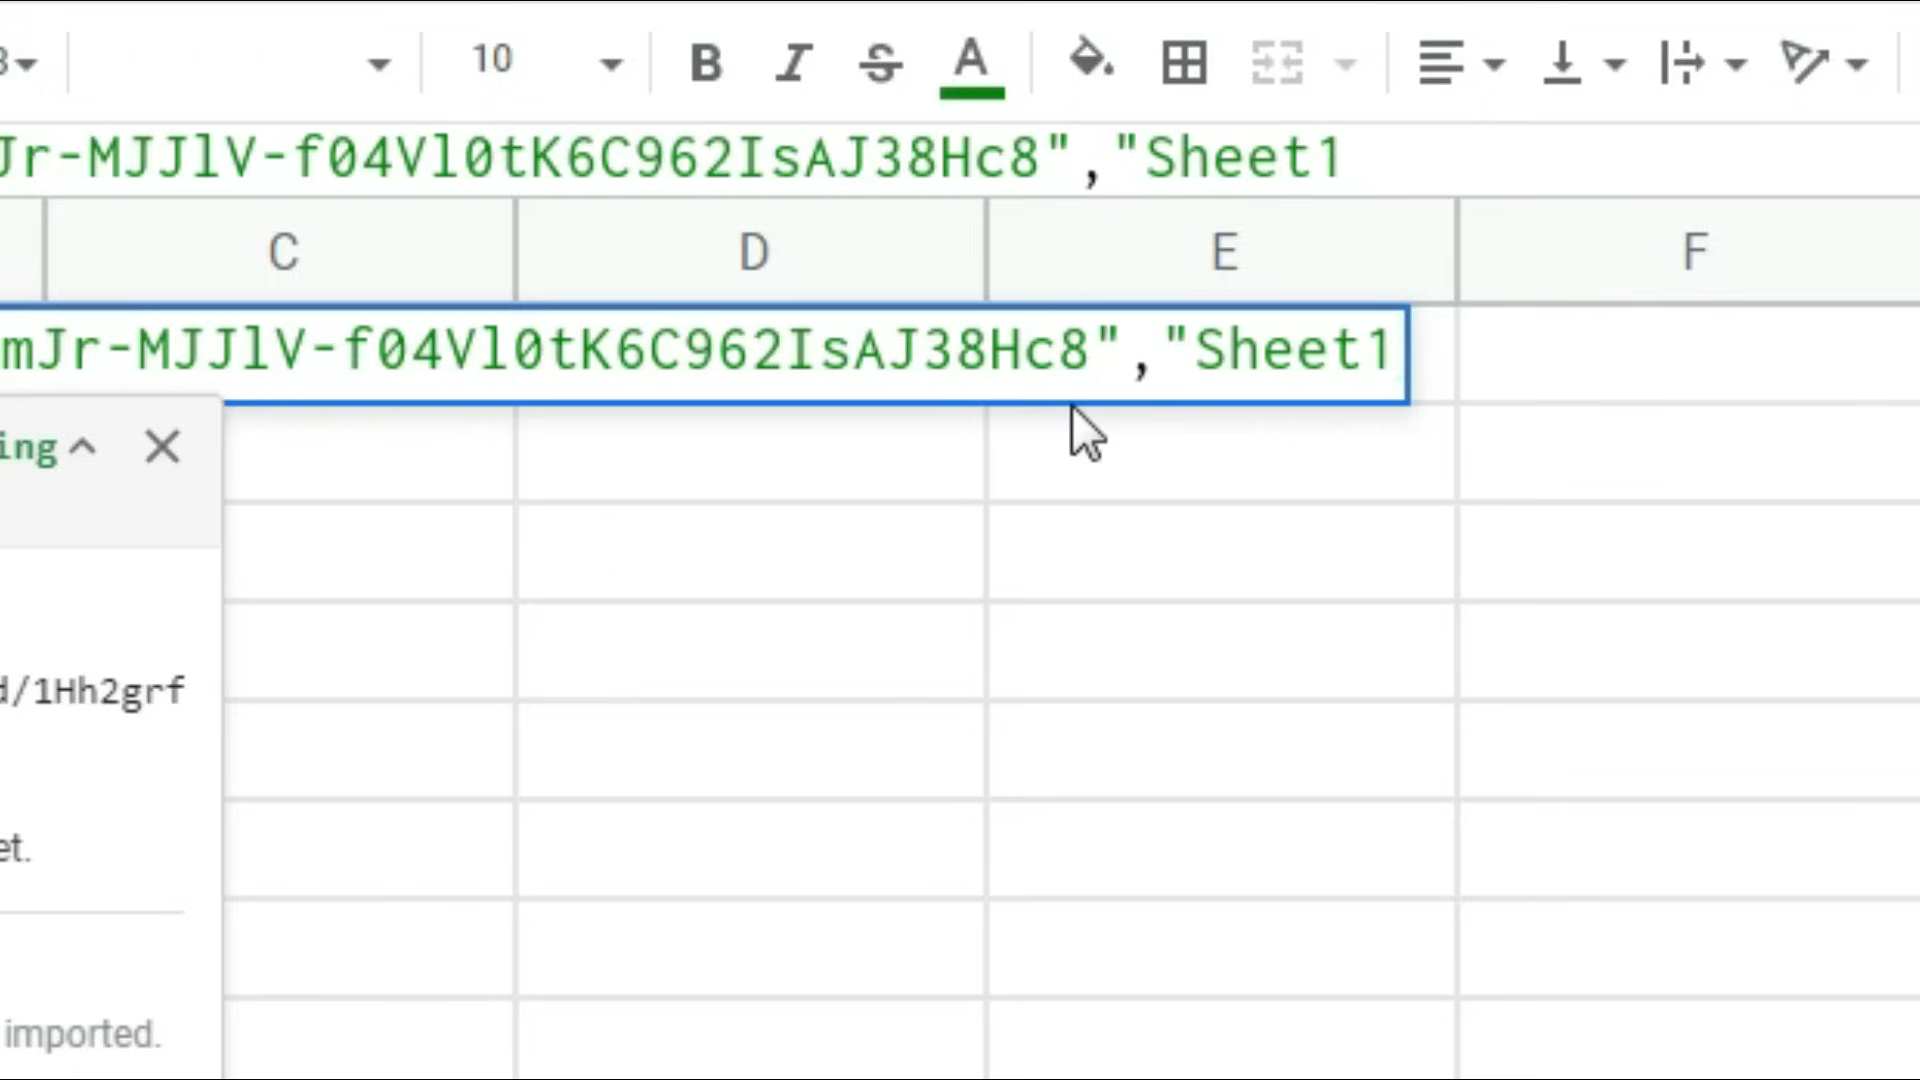 10 B I S A
Jr-MJJlV-f04Vl0tK6C962IsAJ38Hc8","Sheet1
C D E F
mJr-MJJlV-f04Vl0tK6C962IsAJ38Hc8","Sheet1
ing
d/1Hh2grf
et.
imported.